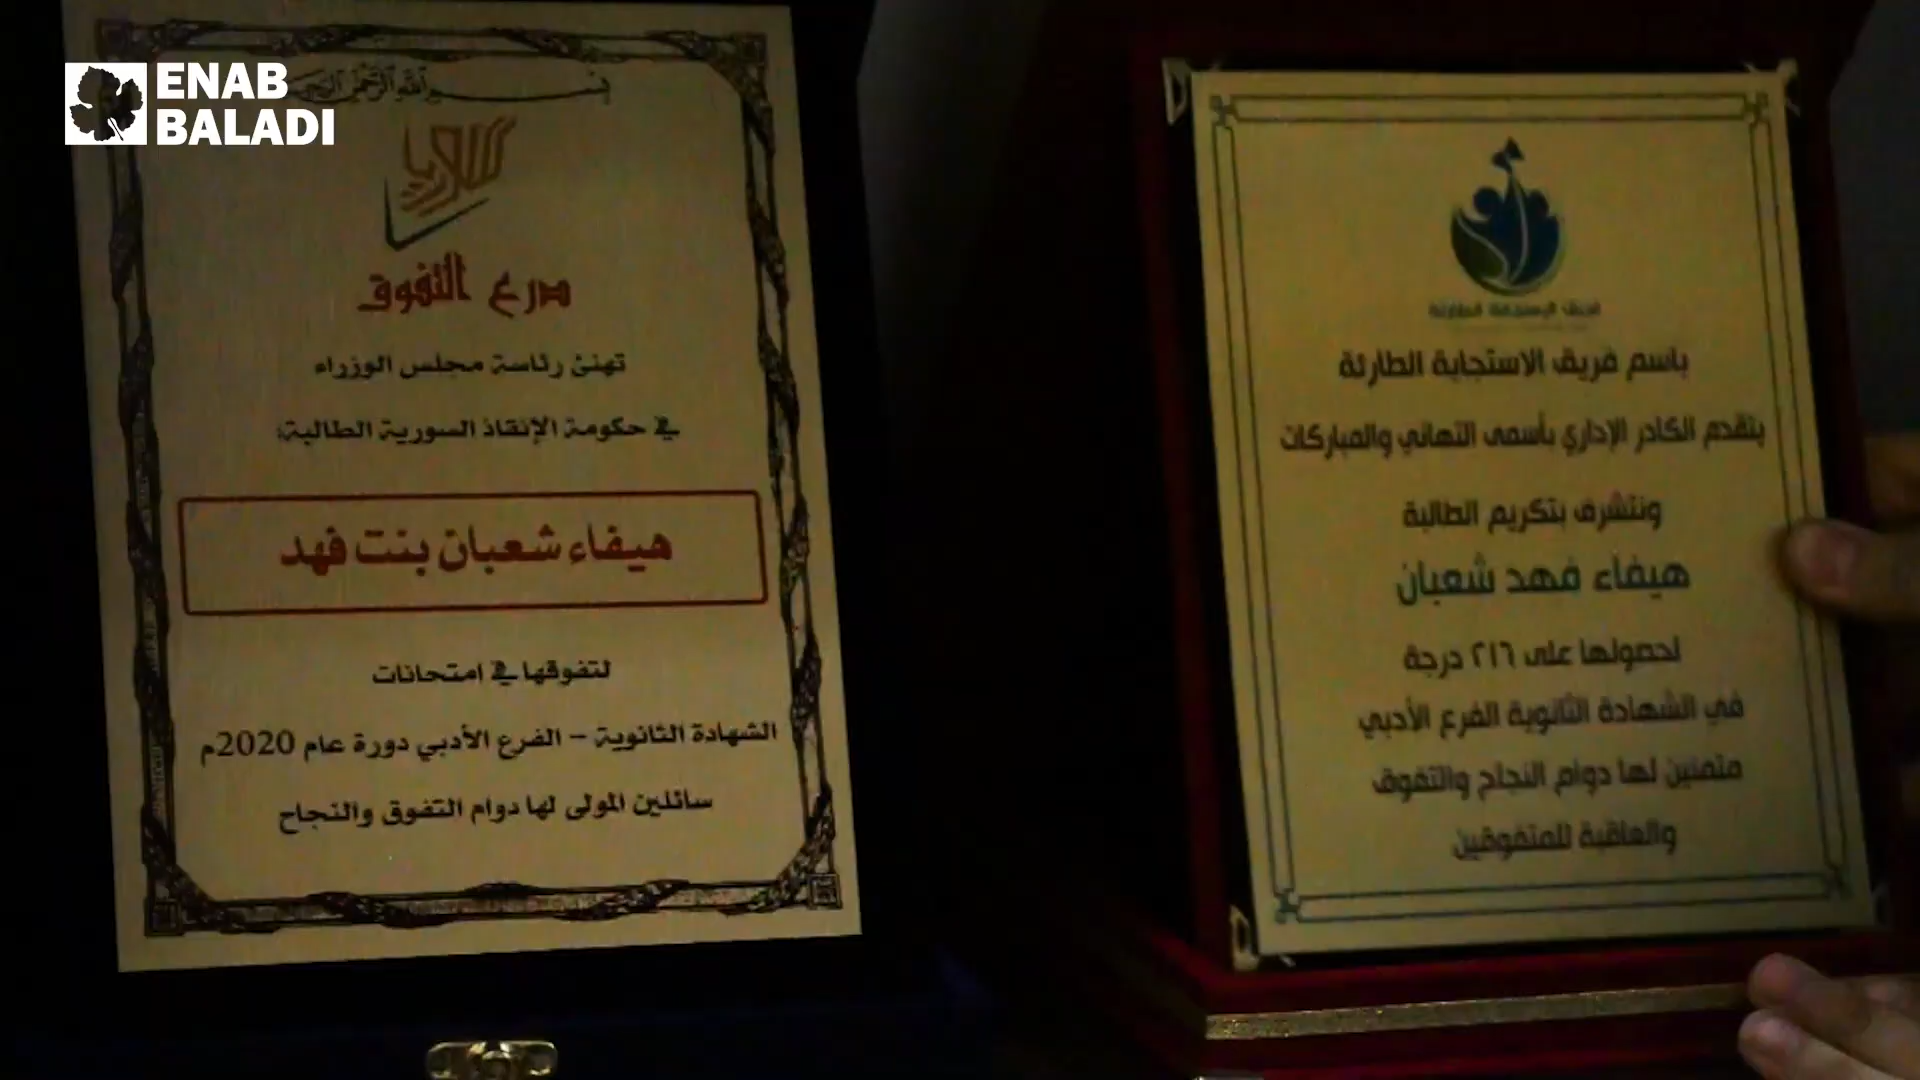 ENAB
BALADI
بسم الله الرحمن الرحيم
سوريا
درع التفوق
تهنئ رئاسة مجلس الوزراء
في حكومة الإنقاذ السورية الطالبة:
هيفاء شعبان بنت فهد
لتفوقها في امتحانات
الشهادة الثانوية – الفرع الأدبي دورة عام 2020م
سائلين المولى لها دوام التفوق والنجاح
فريق الاستجابة الطارئة
باسم فريق الاستجابة الطارئة
يتقدم الكادر الإداري بأسمى التهاني والمباركات
ونتشرف بتكريم الطالبة
هيفاء فهد شعبان
لحصولها على ٢١٦ درجة
في الشهادة الثانوية الفرع الأدبي
متمنين لها دوام النجاح والتفوق
والعاقبة للمتفوقين